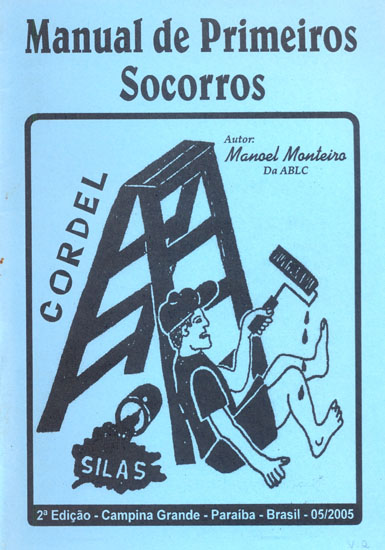 Manual de Primeiros
Socorros
Autor:
Manoel Monteiro
Da ABLC
CORDEL
SILAS
2ª Edição - Campina Grande - Paraíba - Brasil - 05/2005
V. 2